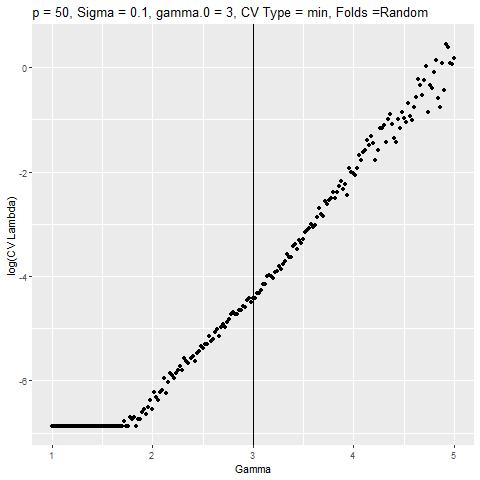 p = 50, Sigma = 0.1, gamma.0 = 3, CV Type = min, Folds =Random
0
-2
-4
-6
log(CV Lambda)
1 2 3 4 5
Gamma